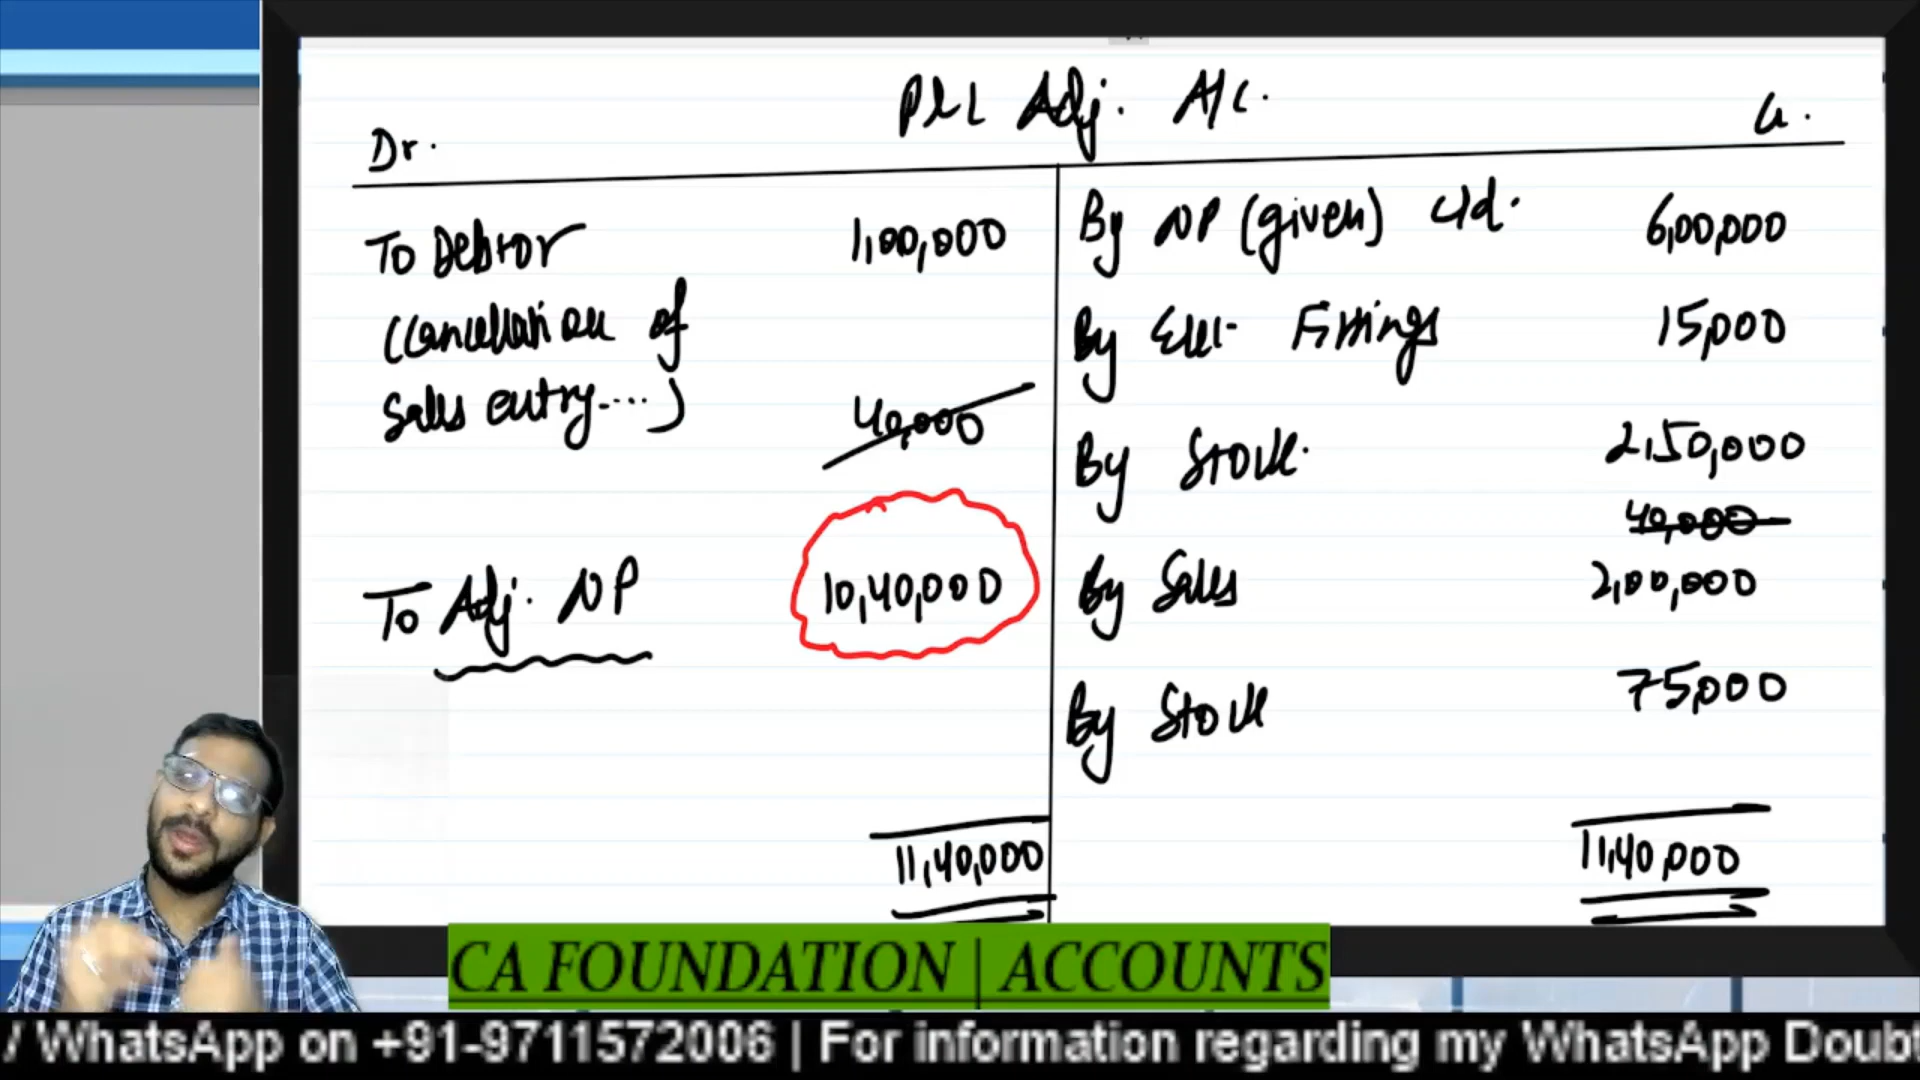 P&L Adj. A/c.
Dr. Cr.
To Debtor 1,00,000
(Cancellation of
Sales entry....)
40,000
To Adj. NP 10,40,000
11,40,000
By NP (given) c/d. 6,00,000
By Elec- Fittings 15,000
By Stock. 2,50,000
40,000
By Sales 2,00,000
By Stock 75,000
11,40,000
CA FOUNDATION | ACCOUNTS
/ WhatsApp on +91-9711572006 | For information regarding my WhatsApp Doubt